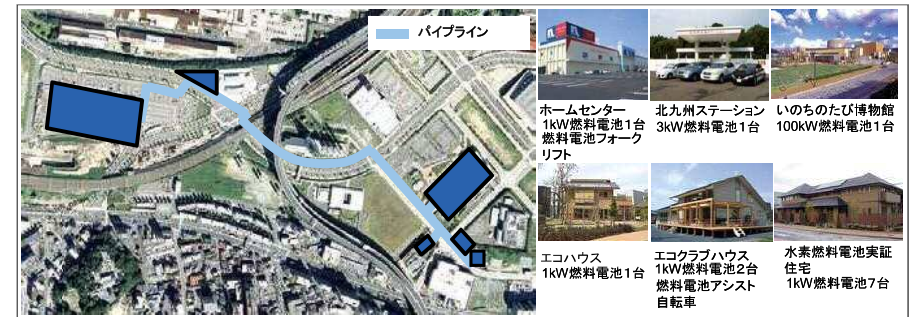 パイプライン
ホームセンター
1kW燃料電池1台
燃料電池フォーク
リフト
北九州ステーション
3kW燃料電池1台
いのちのたび博物館
100kW燃料電池1台
エコハウス
1kW燃料電池1台
エコクラブハウス
1kW燃料電池2台
燃料電池アシスト
自転車
水素燃料電池実証
住宅
1kW燃料電池7台